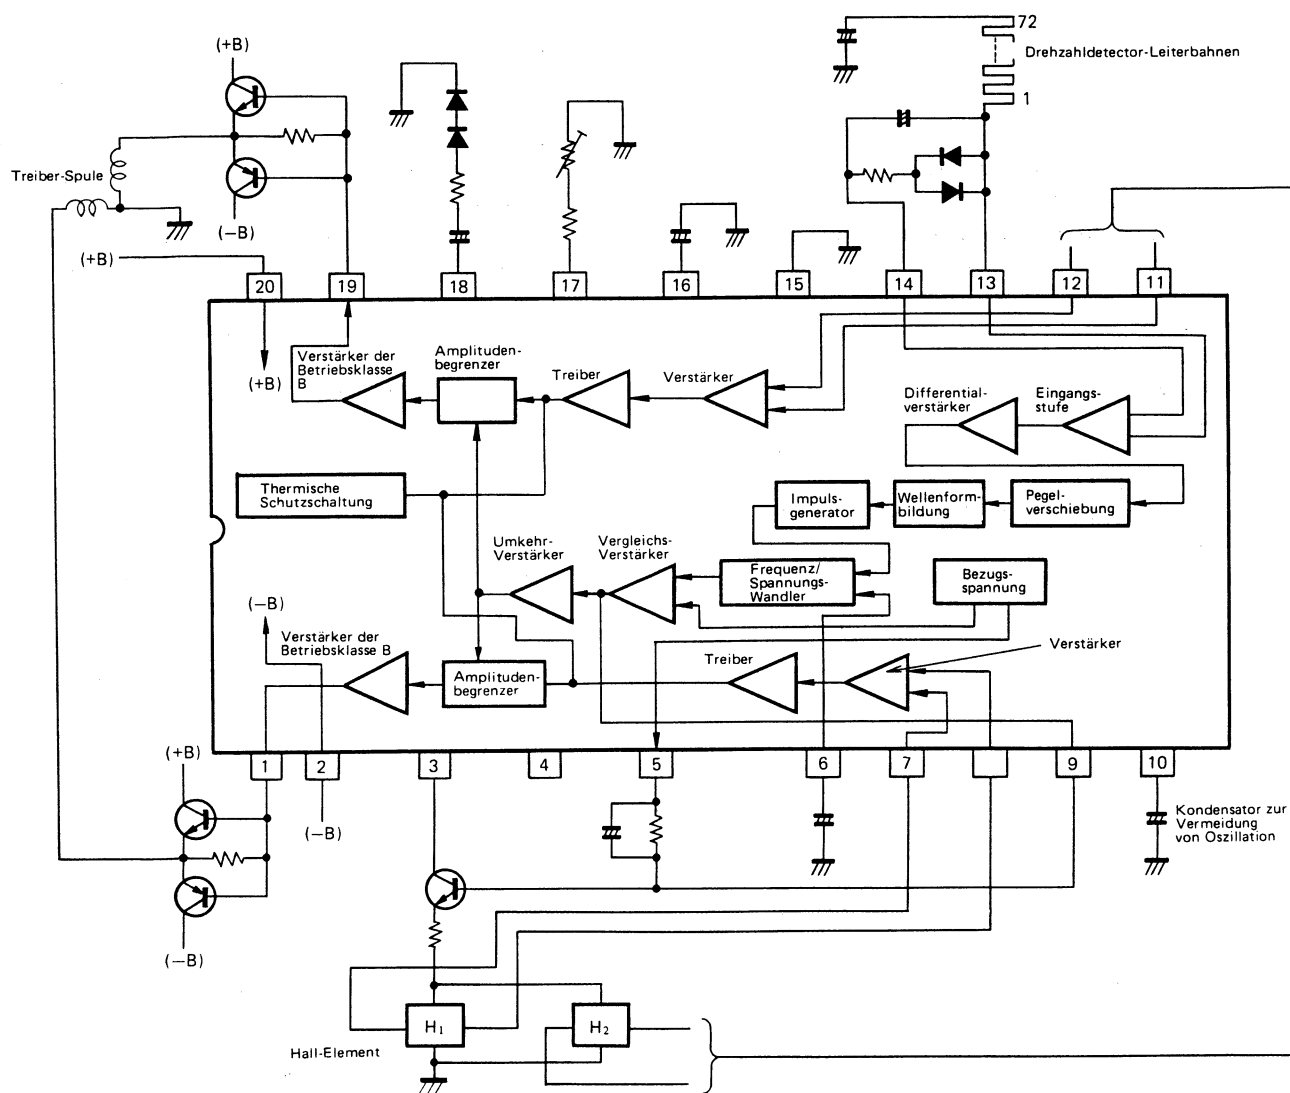 72
Drehzahldetector-Leiterbahnen
1
(+B)
Treiber-Spule
(−B)
(+B)
20
19
18
17
16
15
14
13
12
11
(+B)
Verstärker der
Betriebsklasse
B
Amplituden-
begrenzer
Treiber
Verstärker
Differential-
verstärker
Eingangs-
stufe
Thermische
Schutzschaltung
Impuls-
generator
Wellenform-
bildung
Pegel-
verschiebung
Umkehr-
Verstärker
Vergleichs-
Verstärker
Frequenz/
Spannungs-
Wandler
Bezugs-
spannung
(−B)
Verstärker der
Betriebsklasse B
Amplituden-
begrenzer
Treiber
Verstärker
1
2
3
4
5
6
7
9
10
(+B)
(−B)
(−B)
Kondensator zur
Vermeidung
von Oszillation
H1
H2
Hall-Element